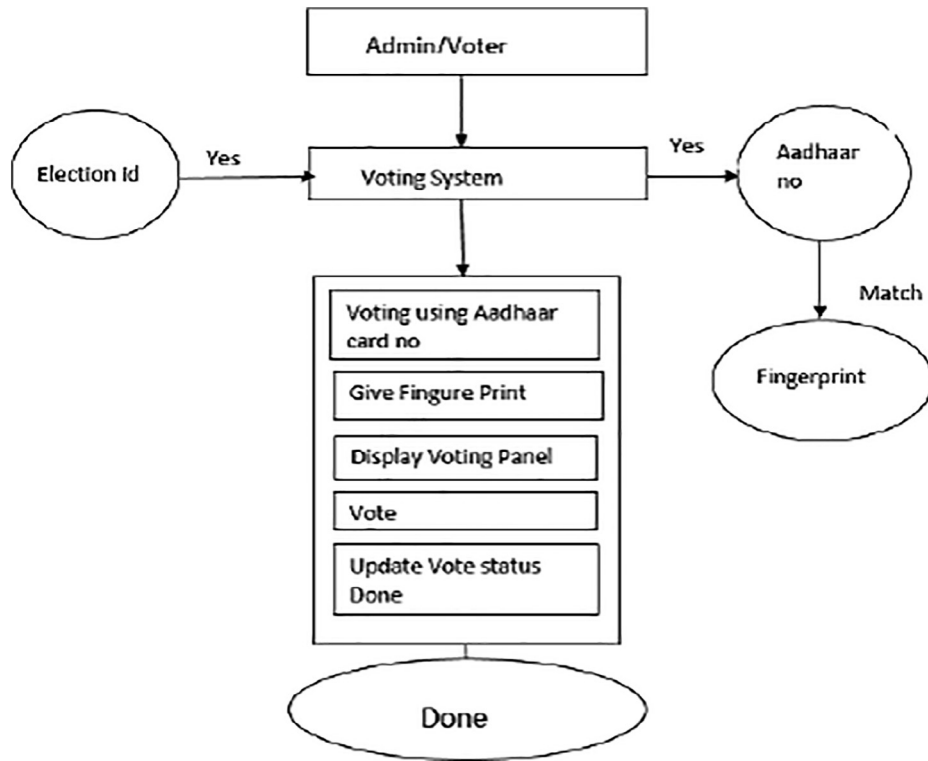 Admin/Voter
Election Id
Yes
Voting System
Yes
Aadhaar
no
Match
Fingerprint
Voting using Aadhaar
card no
Give Fingure Print
Display Voting Panel
Vote
Update Vote status
Done
Done